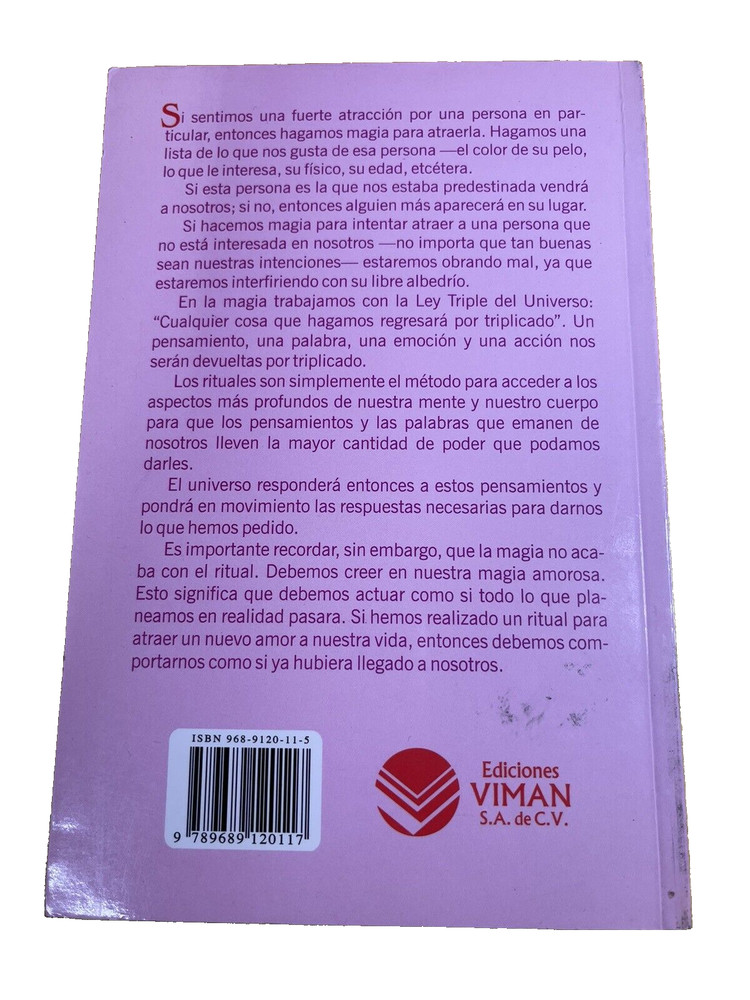 Si sentimos una fuerte atracción por una persona en par-
ticular, entonces hagamos magia para atraerla. Hagamos una
lista de lo que nos gusta de esa persona —el color de su pelo,
lo que le interesa, su físico, su edad, etcétera.
Si esta persona es la que nos estaba predestinada vendrá
a nosotros; si no, entonces alguien más aparecerá en su lugar.
Si hacemos magia para intentar atraer a una persona que
no está interesada en nosotros —no importa que tan buenas
sean nuestras intenciones— estaremos obrando mal, ya que
estaremos interfiriendo con su libre albedrío.
En la magia trabajamos con la Ley Triple del Universo:
“Cualquier cosa que hagamos regresará por triplicado”. Un
pensamiento, una palabra, una emoción y una acción nos
serán devueltas por triplicado.
Los rituales son simplemente el método para acceder a los
aspectos más profundos de nuestra mente y nuestro cuerpo
para que los pensamientos y las palabras que emanen de
nosotros lleven la mayor cantidad de poder que podamos
darles.
El universo responderá entonces a estos pensamientos y
pondrá en movimiento las respuestas necesarias para darnos
lo que hemos pedido.
Es importante recordar, sin embargo, que la magia no aca-
ba con el ritual. Debemos creer en nuestra magia amorosa.
Esto significa que debemos actuar como si todo lo que pla-
neamos en realidad pasara. Si hemos realizado un ritual para
atraer un nuevo amor a nuestra vida, entonces debemos com-
portarnos como si ya hubiera llegado a nosotros.
ISBN 968-9120-11-5
9 789689 120117
Ediciones
VIMAN
S.A. de C.V.